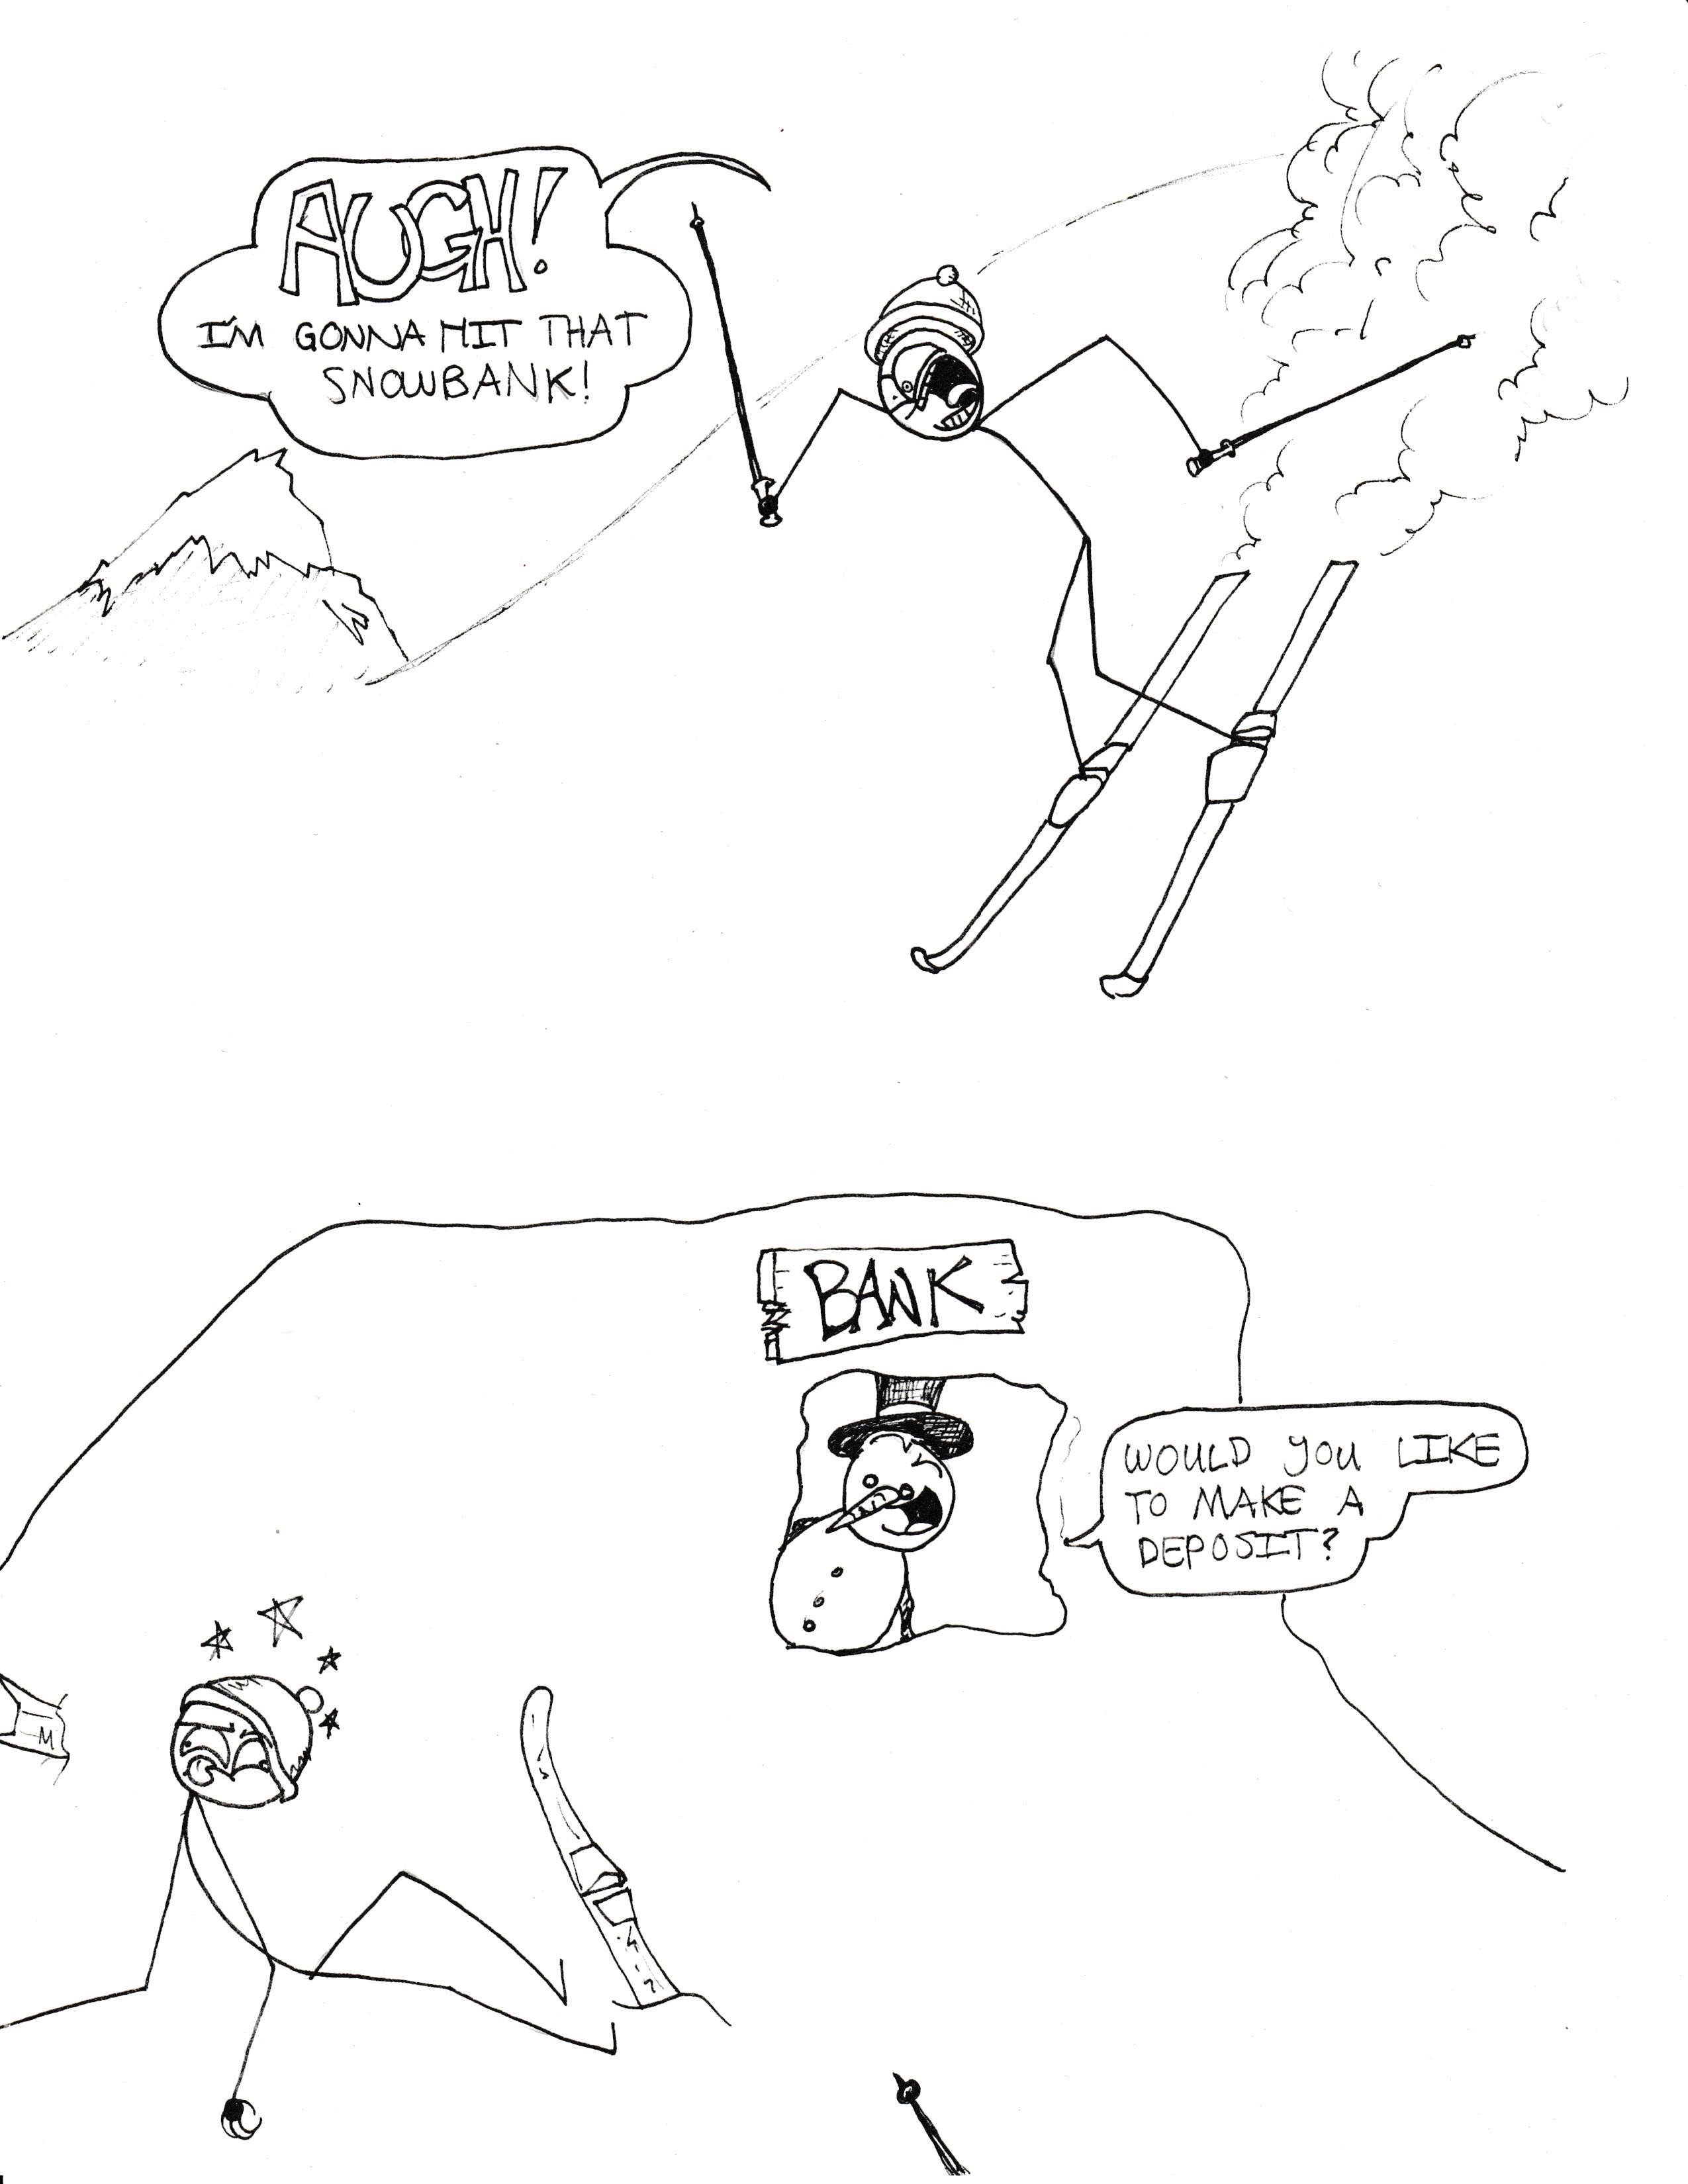 AUGH!
I'M GONNA HIT THAT
SNOWBANK!
BANK
WOULD YOU LIKE
TO MAKE A
DEPOSIT?
M